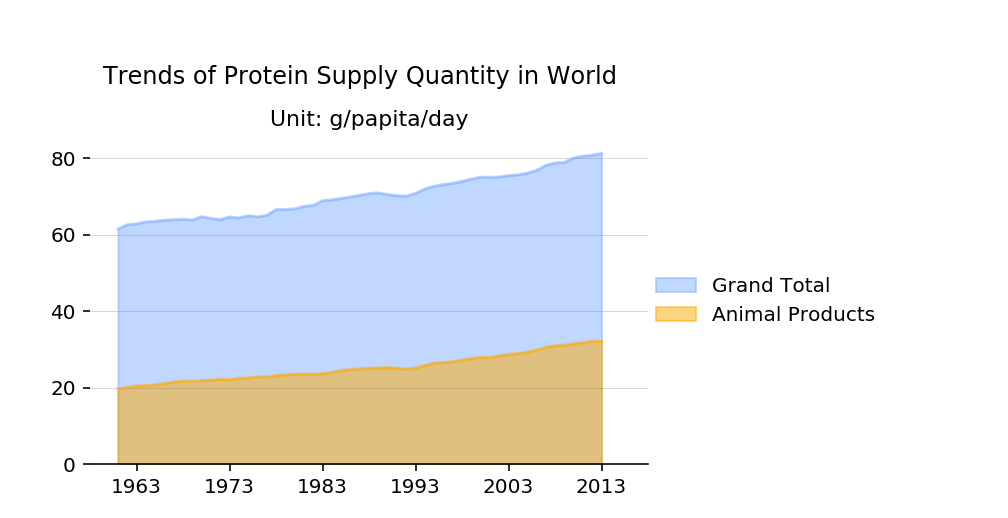 Trends of Protein Supply Quantity in World
Unit: g/papita/day
80
60
40
20
0
1963 1973 1983 1993 2003 2013
Grand Total
Animal Products